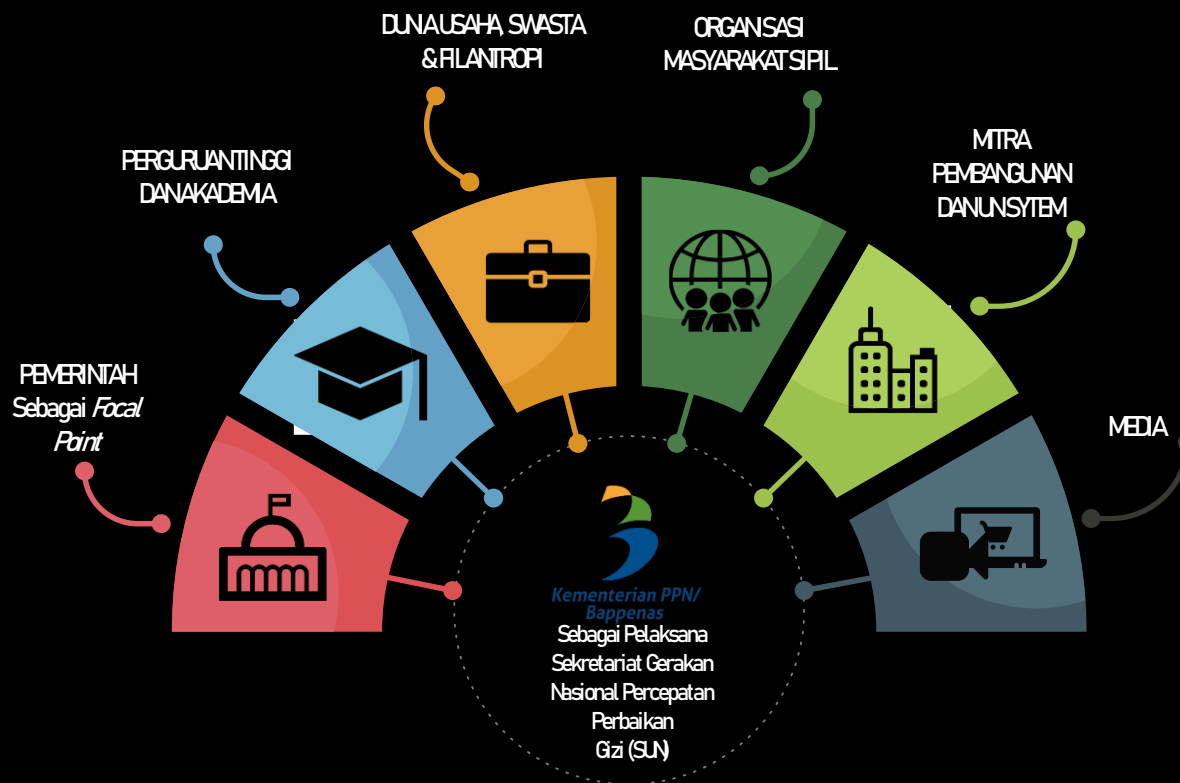 DUNIA USAHA, SWASTA
& FILANTROPI
ORGANISASI
MASYARAKAT SIPIL
PERGURUAN TINGGI
DAN AKADEMIA
MITRA
PEMBANGUNAN
DAN UN SYTEM
PEMERINTAH
Sebagai Focal
Point
MEDIA
Kementerian PPN/
Bappenas
Sebagai Pelaksana
Sekretariat Gerakan
Nasional Percepatan
Perbaikan
Gizi (SUN)